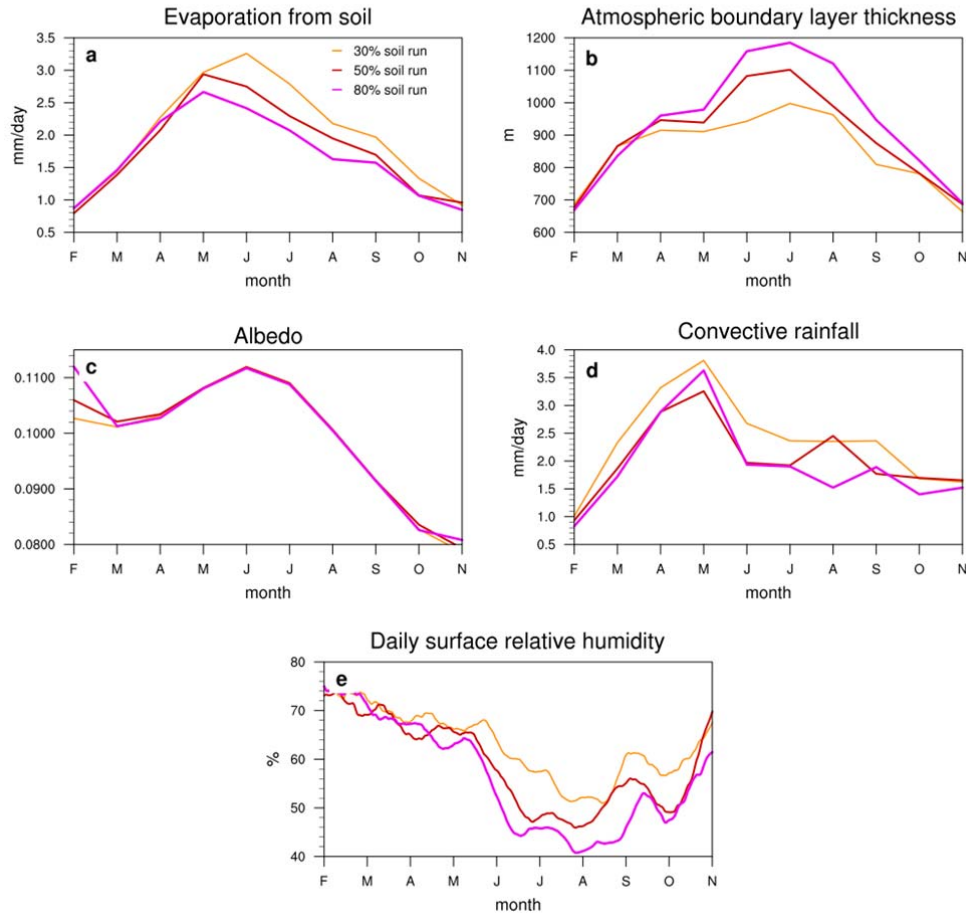 Evaporation from soil
a
30% soil run
50% soil run
80% soil run
mm/day
3.5
3.0
2.5
2.0
1.5
1.0
0.5
F M A M J J A S O N
month
Atmospheric boundary layer thickness
b
m
1200
1100
1000
900
800
700
600
F M A M J J A S O N
month
Albedo
c
0.1100
0.1000
0.0900
0.0800
F M A M J J A S O N
month
Convective rainfall
d
mm/day
4.0
3.5
3.0
2.5
2.0
1.5
1.0
0.5
F M A M J J A S O N
month
Daily surface relative humidity
e
%
80
70
60
50
40
F M A M J J A S O N
month